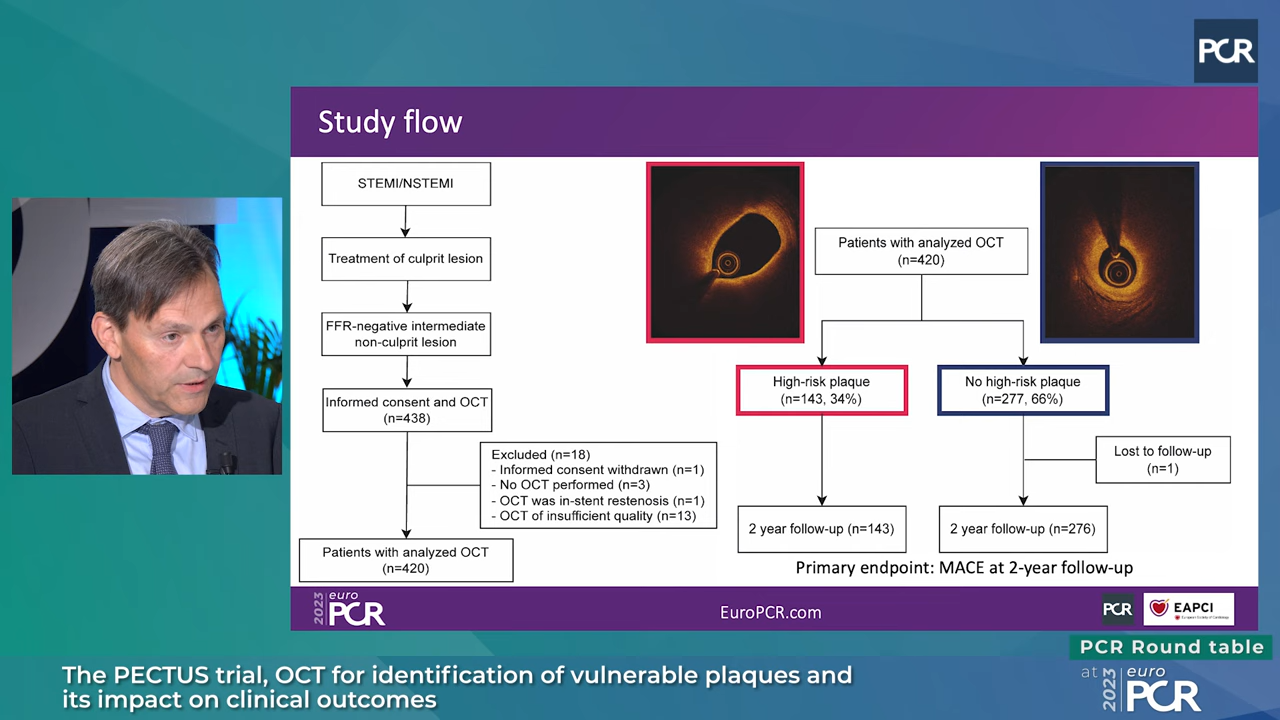 PCR
Study flow
STEMI/NSTEMI
Treatment of culprit lesion
FFR-negative intermediate
non-culprit lesion
Informed consent and OCT
(n=438)
Excluded (n=18)
- Informed consent withdrawn (n=1)
- No OCT performed (n=3)
- OCT was in-stent restenosis (n=1)
- OCT of insufficient quality (n=13)
Patients with analyzed OCT
(n=420)
Patients with analyzed OCT
(n=420)
High-risk plaque
(n=143, 34%)
No high-risk plaque
(n=277, 66%)
Lost to follow-up
(n=1)
2 year follow-up (n=143)
2 year follow-up (n=276)
Primary endpoint: MACE at 2-year follow-up
2023
euro
PCR
EuroPCR.com
PCR
EAPCI
PCR Round table
The PECTUS trial, OCT for identification of vulnerable plaques and
its impact on clinical outcomes
at
2023
euro
PCR